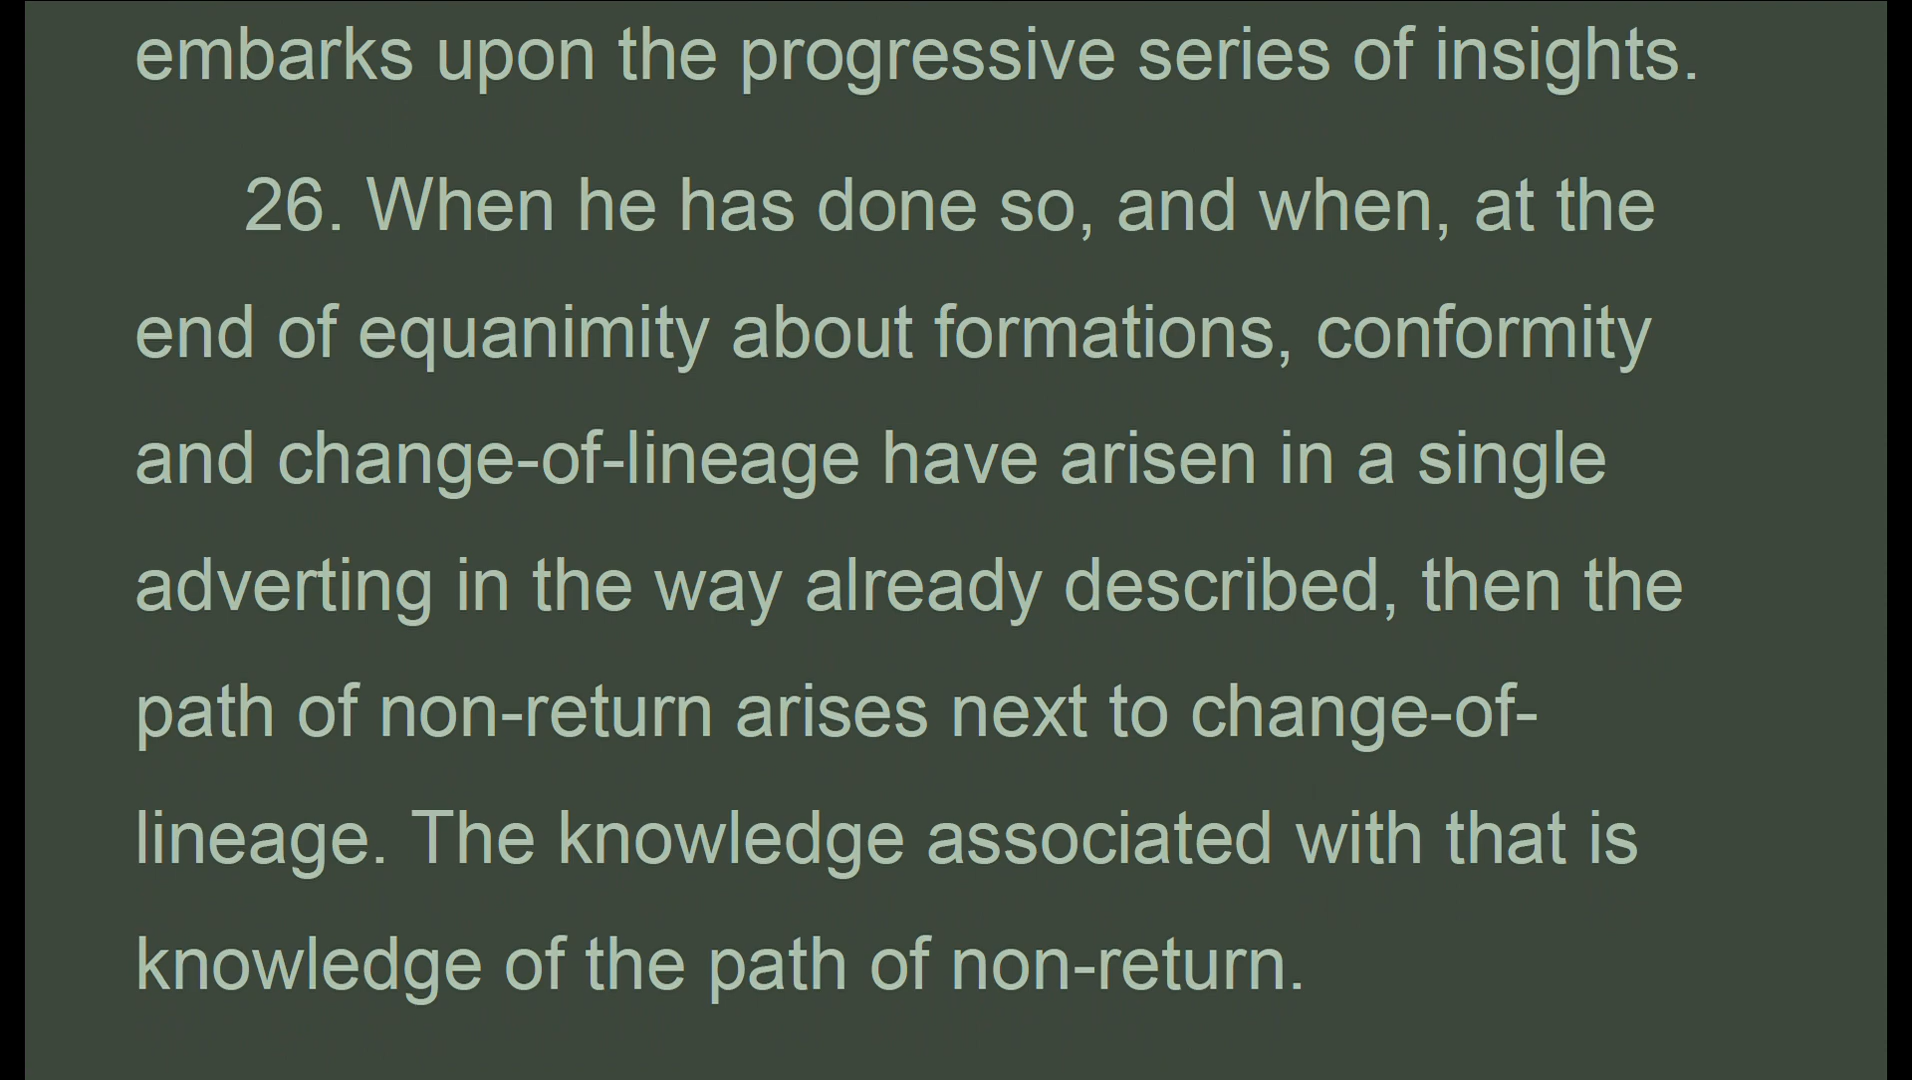 embarks upon the progressive series of insights.
26. When he has done so, and when, at the
end of equanimity about formations, conformity
and change-of-lineage have arisen in a single
adverting in the way already described, then the
path of non-return arises next to change-of-
lineage. The knowledge associated with that is
knowledge of the path of non-return.